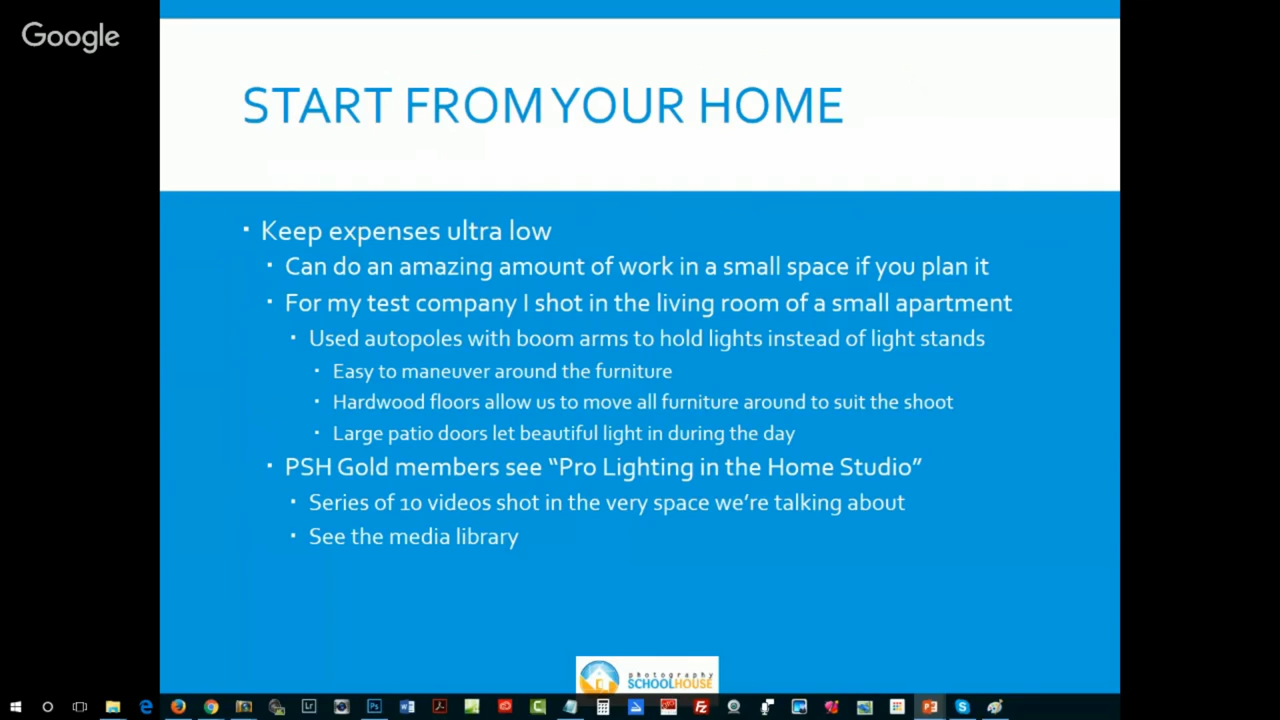 Google
START FROM YOUR HOME
Keep expenses ultra low
Can do an amazing amount of work in a small space if you plan it
For my test company I shot in the living room of a small apartment
Used autopoles with boom arms to hold lights instead of light stands
Easy to maneuver around the furniture
Hardwood floors allow us to move all furniture around to suit the shoot
Large patio doors let beautiful light in during the day
PSH Gold members see “Pro Lighting in the Home Studio”
Series of 10 videos shot in the very space we’re talking about
See the media library
photography
SCHOOLHOUSE